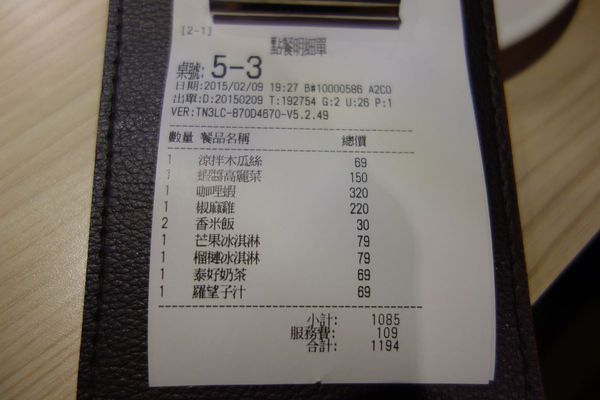 [2-1]
點餐明細單
桌號: 5-3
日期:2015/02/09 19:27 B#10000586 A2C0
出單:D:20150209 T:192754 G:2 U:26 P:1
VER:TN3LC-870D4670-V5.2.49
數量 餐品名稱 總價
1 涼拌木瓜絲 69
1 蝦醬高麗菜 150
1 咖哩蝦 320
1 椒麻雞 220
2 香米飯 30
1 芒果冰淇淋 79
1 榴槤冰淇淋 79
1 泰好奶茶 69
1 羅望子汁 69
小計: 1085
服務費: 109
合計: 1194